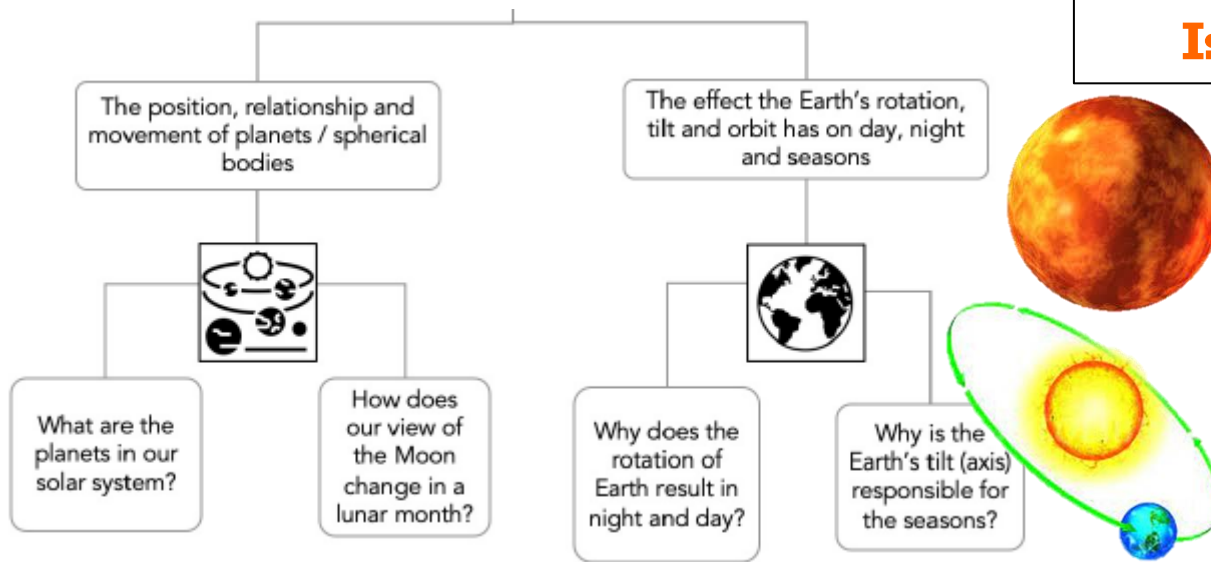 Is
The position, relationship and
movement of planets / spherical
bodies
The effect the Earth's rotation,
tilt and orbit has on day, night
and seasons
What are the
planets in our
solar system?
How does
our view of
the Moon
change in a
lunar month?
Why does the
rotation of
Earth result in
night and day?
Why is the
Earth's tilt (axis)
responsible for
the seasons?